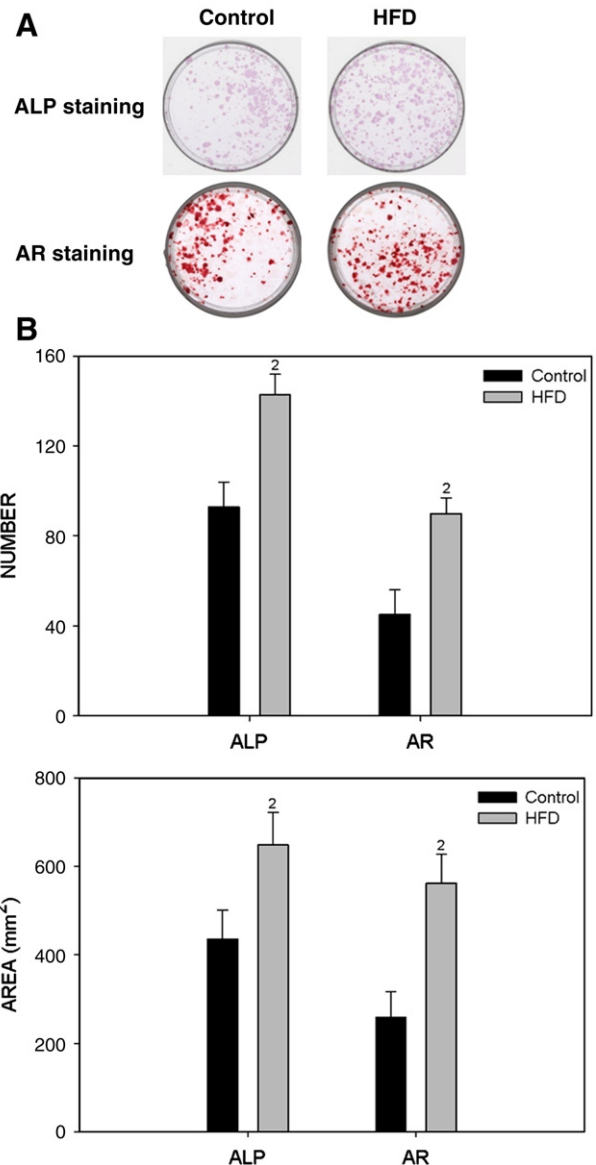 A
Control HFD
ALP staining
AR staining
B
160
120
80
40
0
NUMBER
2
2
Control
HFD
ALP AR
800
600
400
200
0
AREA (mm²)
2
2
Control
HFD
ALP AR